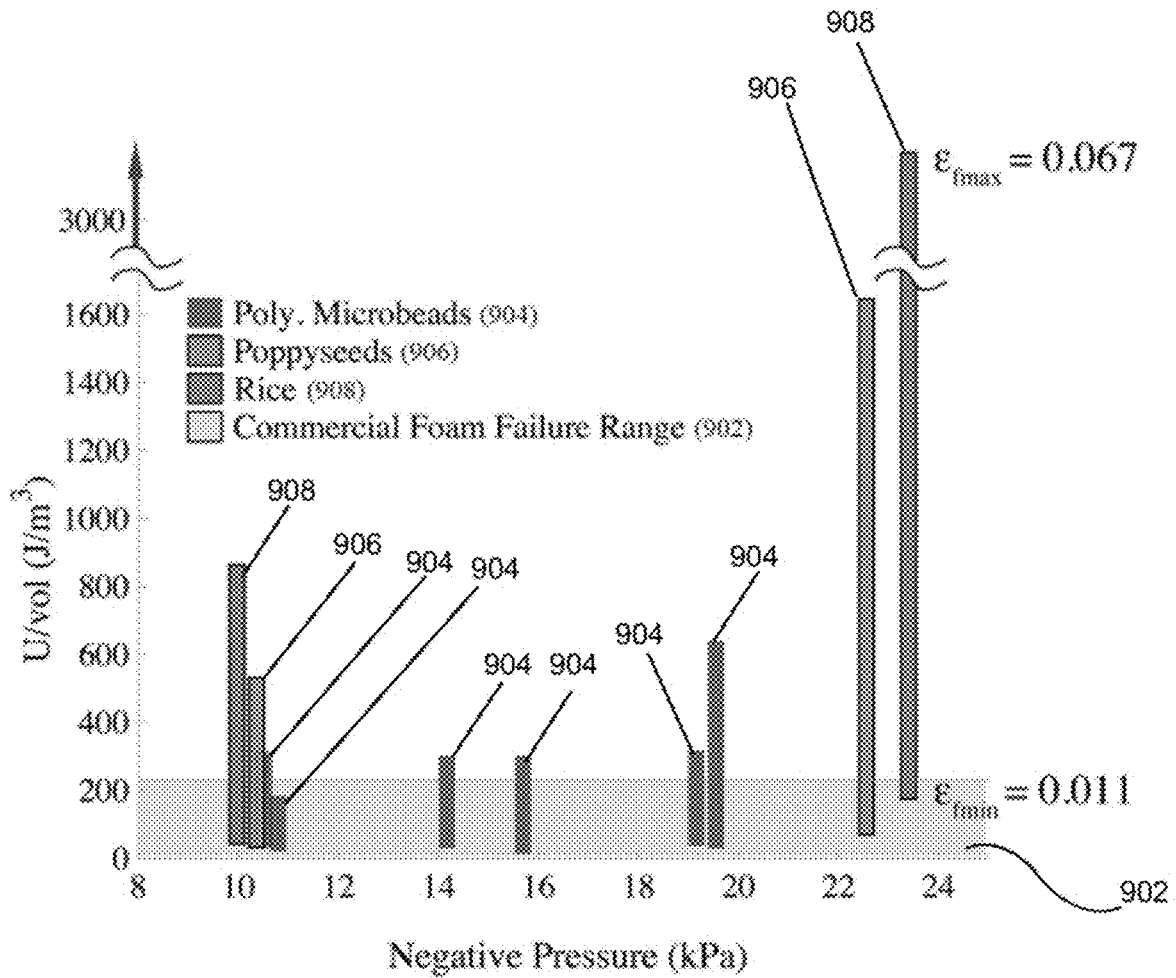 908
906
ε_fmax = 0.067
3000
1600
Poly. Microbeads (904)
Poppyseeds (906)
1400
Rice (908)
1200
Commercial Foam Failure Range (902)
U/vol (J/m³)
1000
908
906
904
904
904
800
600
904
904
904
400
200
ε_fmin = 0.011
0
8 10 12 14 16 18 20 22 24
902
Negative Pressure (kPa)